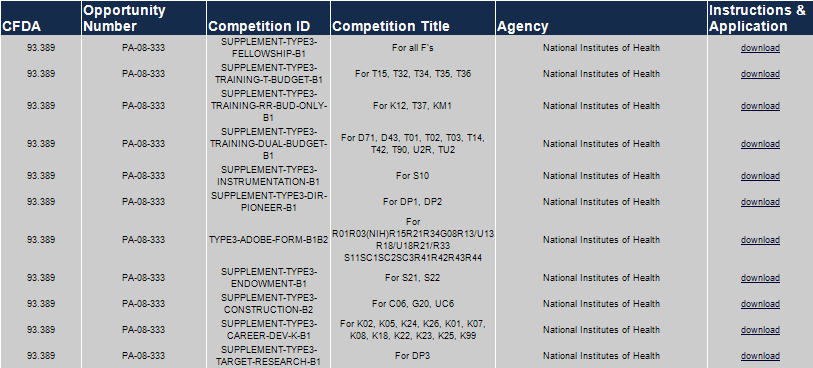 CFDA Opportunity Number Competition ID Competition Title Agency Instructions & Application
93.389 PA-08-333 SUPPLEMENT-TYPE3-FELLOWSHIP-B1 For all F's National Institutes of Health download
93.389 PA-08-333 SUPPLEMENT-TYPE3-TRAINING-T-BUDGET-B1 For T15, T32, T34, T35, T36 National Institutes of Health download
93.389 PA-08-333 SUPPLEMENT-TYPE3-TRAINING-RR-BUD-ONLY-B1 For K12, T37, KM1 National Institutes of Health download
93.389 PA-08-333 SUPPLEMENT-TYPE3-TRAINING-DUAL-BUDGET-B1 For D71, D43, T01, T02, T03, T14, T42, T90, U2R, TU2 National Institutes of Health download
93.389 PA-08-333 SUPPLEMENT-TYPE3-INSTRUMENTATION-B1 For S10 National Institutes of Health download
93.389 PA-08-333 SUPPLEMENT-TYPE3-DIR-PIONEER-B1 For DP1, DP2 National Institutes of Health download
93.389 PA-08-333 TYPE3-ADOBE-FORM-B1B2 For R01R03(NIH)R15R21R34G08R13/U13 R18/U18R21/R33 S11SC1SC2SC3R41R42R43R44 National Institutes of Health download
93.389 PA-08-333 SUPPLEMENT-TYPE3-ENDOWMENT-B1 For S21, S22 National Institutes of Health download
93.389 PA-08-333 SUPPLEMENT-TYPE3-CONSTRUCTION-B2 For C06, G20, UC6 National Institutes of Health download
93.389 PA-08-333 SUPPLEMENT-TYPE3-CAREER-DEV-K-B1 For K02, K05, K24, K26, K01, K07, K08, K18, K22, K23, K25, K99 National Institutes of Health download
93.389 PA-08-333 SUPPLEMENT-TYPE3-TARGET-RESEARCH-B1 For DP3 National Institutes of Health download